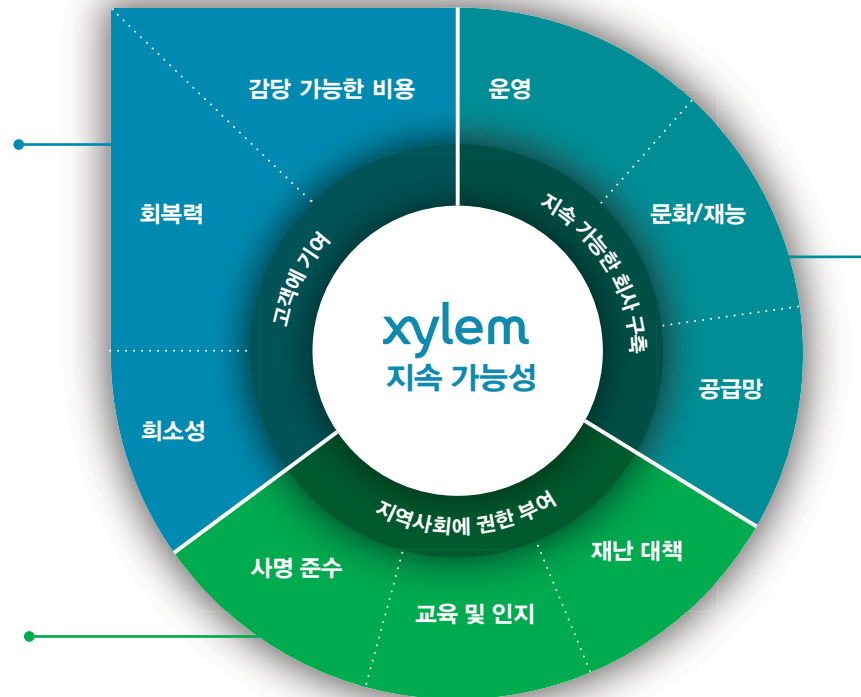 감당 가능한 비용
운영
회복력
문화/재능
고객에 기여
지속 가능한 회사 구축
xylem
지속 가능성
공급망
희소성
지역사회에 권한 부여
재난 대책
사명 준수
교육 및 인지